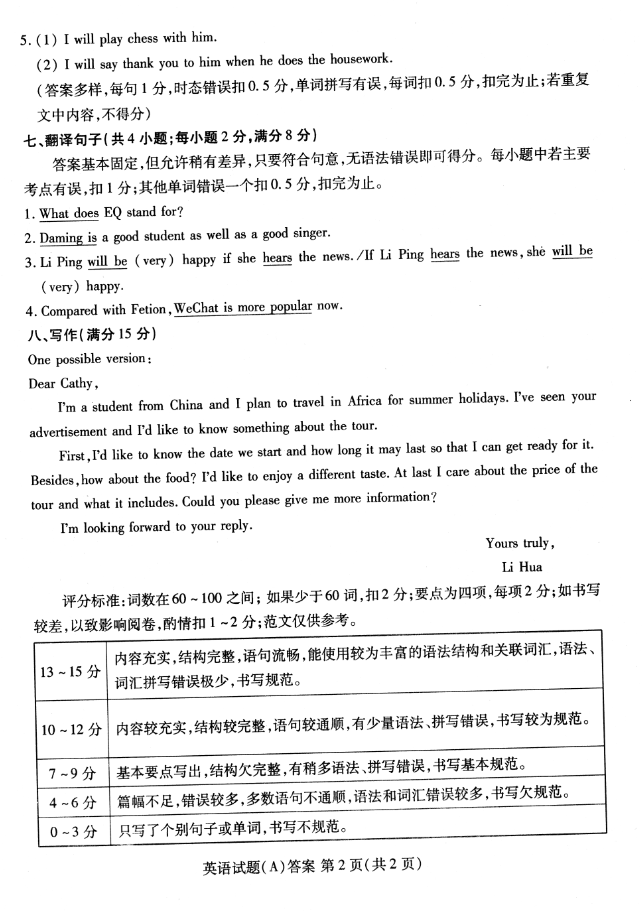 5.(1) I will play chess with him.
(2) I will say thank you to him when he does the housework.
(答案多样,每句1分,时态错误扣0.5分,单词拼写有误,每词扣0.5分,扣完为止;若重复
文中内容,不得分)
七、翻译句子(共4小题;每小题2分,满分8分)
答案基本固定,但允许稍有差异,只要符合句意,无语法错误即可得分。每小题中若主要
考点有误,扣1分;其他单词错误一个扣0.5分,扣完为止。
1. What does EQ stand for?
2. Daming is a good student as well as a good singer.
3. Li Ping will be (very) happy if she hears the news./If Li Ping hears the news, she will be
(very) happy.
4. Compared with Fetion, WeChat is more popular now.
八、写作(满分15分)
One possible version:
Dear Cathy,
I'm a student from China and I plan to travel in Africa for summer holidays. I've seen your
advertisement and I'd like to know something about the tour.
First, I'd like to know the date we start and how long it may last so that I can get ready for it.
Besides, how about the food? I'd like to enjoy a different taste. At last I care about the price of the
tour and what it includes. Could you please give me more information?
I'm looking forward to your reply.
Yours truly,
Li Hua
评分标准:词数在60~100之间;如果少于60词,扣2分;要点为四项,每项2分;如书写
较差,以致影响阅卷,酌情扣1~2分;范文仅供参考。
13~15分 内容充实,结构完整,语句流畅,能使用较为丰富的语法结构和关联词汇,语法、
词汇拼写错误极少,书写规范。
10~12分 内容较充实,结构较完整,语句较通顺,有少量语法、拼写错误,书写较为规范。
7~9分 基本要点写出,结构欠完整,有稍多语法、拼写错误,书写基本规范。
4~6分 篇幅不足,错误较多,多数语句不通顺,语法和词汇错误较多,书写欠规范。
0~3分 只写了个别句子或单词,书写不规范。
英语试题(A)答案 第2页(共2页)